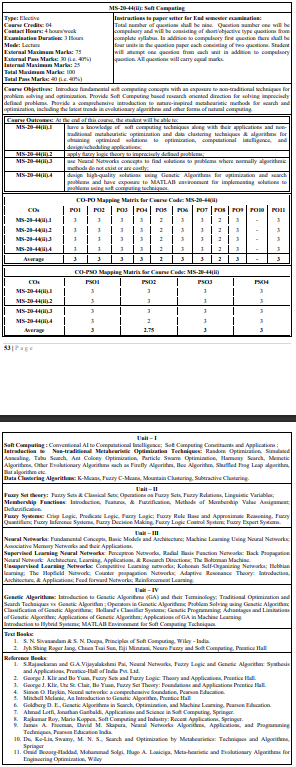 MS-20-44(ii): Soft Computing
Type: Elective
Course Credits: 04
Contact Hours: 4 hours/week
Examination Duration: 3 Hours
Mode: Lecture
External Maximum Marks: 75
External Pass Marks: 30 (i.e. 40%)
Internal Maximum Marks: 25
Total Maximum Marks: 100
Total Pass Marks: 40 (i.e. 40%)
Instructions to paper setter for End semester examination:
Total number of questions shall be nine. Question number one will be
compulsory and will be consisting of short/objective type questions from
complete syllabus. In addition to compulsory first question there shall be
four units in the question paper each consisting of two questions. Student
will attempt one question from each unit in addition to compulsory
question. All questions will carry equal marks.
Course Objectives: Introduce fundamental soft computing concepts with an exposure to non-traditional techniques for
problem solving and optimization. Provide Soft Computing based research oriented direction for solving imprecisely
defined problems. Provide a comprehensive introduction to nature-inspired metaheuristic methods for search and
optimization, including the latest trends in evolutionary algorithms and other forms of natural computing.
Course Outcomes: At the end of this course, the student will be able to:
MS-20-44(ii).1 have a knowledge of soft computing techniques along with their applications and non-
traditional metaheuristic optimization and data clustering techniques & algorithms for
obtaining optimized solutions to optimization, computational intelligence, and
design/scheduling applications;
MS-20-44(ii).2 apply fuzzy logic theory to imprecisely defined problems;
MS-20-44(ii).3 use Neural Networks concepts to find solutions to problems where normally algorithmic
methods do not exist or are costly;
MS-20-44(ii).4 design high-quality solutions using Genetic Algorithms for optimization and search
problems and have exposure to MATLAB environment for implementing solutions to
problems using soft computing techniques.
CO-PO Mapping Matrix for Course Code: MS-20-44(ii)
COs PO1 PO2 PO3 PO4 PO5 PO6 PO7 PO8 PO9 PO10 PO11
MS-20-44(ii).1 3 3 3 3 2 3 3 2 3 - 3
MS-20-44(ii).2 3 3 3 3 2 3 3 2 3 - 3
MS-20-44(ii).3 3 3 3 3 2 3 3 2 3 - 3
MS-20-44(ii).4 3 3 3 3 2 3 3 2 3 - 3
Average 3 3 3 3 2 3 3 2 3 - 3
CO-PSO Mapping Matrix for Course Code: MS-20-44(ii)
COs PSO1 PSO2 PSO3 PSO4
MS-20-44(ii).1 3 3 3 3
MS-20-44(ii).2 3 3 3 3
MS-20-44(ii).3 3 3 3 3
MS-20-44(ii).4 3 2 3 3
Average 3 2.75 3 3
53 | P a g e
Unit – I
Soft Computing: Conventional AI to Computational Intelligence; Soft Computing Constituents and Applications;
Introduction to Non-traditional Metaheuristic Optimization Techniques: Random Optimization, Simulated
Annealing, Tabu Search, Ant Colony Optimization, Particle Swarm Optimization, Harmony Search, Memetic
Algorithms, Other Evolutionary Algorithms such as Firefly Algorithm, Bee Algorithm, Shuffled Frog Leap algorithm,
Bat algorithm etc.
Data Clustering Algorithms: K-Means, Fuzzy C-Means, Mountain Clustering, Subtractive Clustering.
Unit – II
Fuzzy Set theory: Fuzzy Sets & Classical Sets; Operations on Fuzzy Sets, Fuzzy Relations, Linguistic Variables;
Membership Functions: Introduction, Features, & Fuzzification, Methods of Membership Value Assignment;
Defuzzification.
Fuzzy Systems: Crisp Logic, Predicate Logic, Fuzzy Logic; Fuzzy Rule Base and Approximate Reasoning, Fuzzy
Quantifiers; Fuzzy Inference Systems, Fuzzy Decision Making, Fuzzy Logic Control System; Fuzzy Expert Systems.
Unit – III
Neural Networks: Fundamental Concepts, Basic Models and Architecture; Machine Learning Using Neural Networks;
Associative Memory Networks and their Applications.
Supervised Learning Neural Networks: Perceptron Networks, Radial Basis Function Networks: Back Propagation
Neural Network: Architecture, Learning, Applications, & Research Directions; The Boltzman Machine.
Unsupervised Learning Networks: Competitive Learning networks; Kohonen Self-Organizing Networks; Hebbian
learning; The Hopfield Network; Counter propagation Networks; Adaptive Resonance Theory: Introduction,
Architecture, & Applications; Feed forward Networks; Reinforcement Learning.
Unit – IV
Genetic Algorithms: Introduction to Genetic Algorithms (GA) and their Terminology; Traditional Optimization and
Search Techniques vs Genetic Algorithm; Operators in Genetic Algorithms; Problem Solving using Genetic Algorithm;
Classification of Genetic Algorithms; Holland's Classifier Systems; Genetic Programming; Advantages and Limitations
of Genetic Algorithm; Applications of Genetic Algorithm; Applications of GA in Machine Learning.
Introduction to Hybrid Systems; MATLAB Environment for Soft Computing Techniques.
Text Books:
1. S. N. Sivanandam & S. N. Deepa, Principles of Soft Computing, Wiley - India.
2. Jyh Shing Roger Jang, Chuen Tsai Sun, Eiji Mizutani, Neuro Fuzzy and Soft Computing, Prentice Hall
Reference Books:
1. S.Rajasekaran and G.A.Vijayalakshmi Pai, Neural Networks, Fuzzy Logic and Genetic Algorithm: Synthesis
and Applications, Prentice-Hall of India Pvt. Ltd.
2. George J. Klir and Bo Yuan, Fuzzy Sets and Fuzzy Logic: Theory and Applications, Prentice Hall.
3. George J. Klir, Ute St. Clair, Bo Yuan, Fuzzy Set Theory: Foundations and Applications Prentice Hall.
4. Simon O. Haykin, Neural networks: a comprehensive foundation, Pearson Education.
5. Mitchell Melanie, An Introduction to Genetic Algorithm, Prentice Hall
6. Goldberg D. E., Genetic Algorithms in Search, Optimization, and Machine Learning, Pearson Education.
7. Ahmad Lotfi, Jonathan Garibaldi, Applications and Science in Soft Computing, Springer.
8. Rajkumar Roy, Mario Koppen, Soft Computing and Industry: Recent Applications, Springer.
9. James A. Freeman, David M. Skapura, Neural Networks Algorithms, Applications, and Programming
Techniques, Pearson Education India.
10. Du, Ke-Lin, Swamy, M. N. S., Search and Optimization by Metaheuristics: Techniques and Algorithms,
Springer
11. Omid Bozorg-Haddad, Mohammad Solgi, Hugo A. Loaiciga, Meta-heuristic and Evolutionary Algorithms for
Engineering Optimization, Wiley